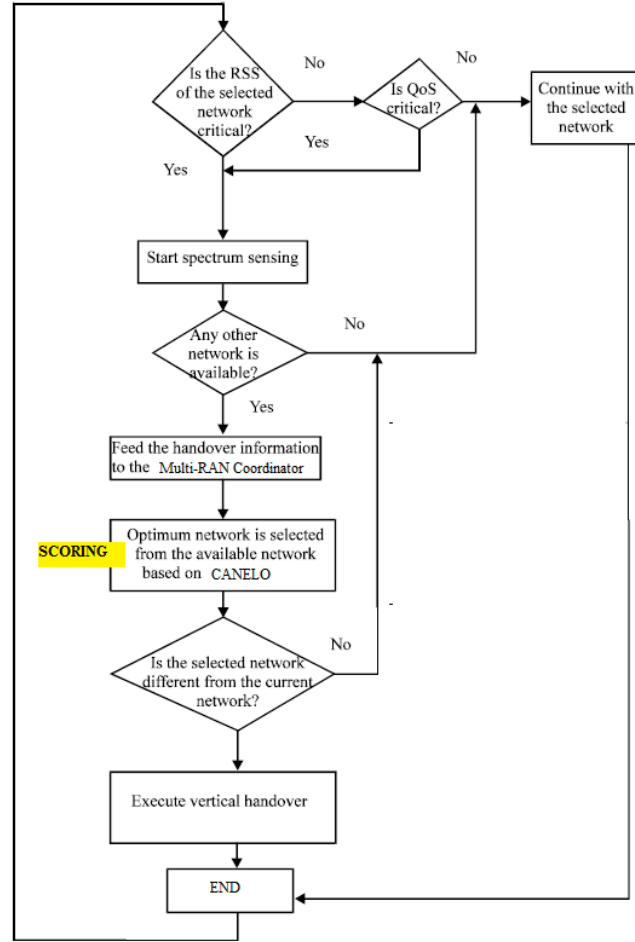 Is the RSS
of the selected
network
critical?
No
Is QoS
critical?
No
Continue with
the selected
network
Yes
Yes
Start spectrum sensing
Any other
network is
available?
No
Yes
Feed the handover information
to the Multi-RAN Coordinator
SCORING
Optimum network is selected
from the available network
based on CANELO
Is the selected network
different from the current
network?
No
Execute vertical handover
END